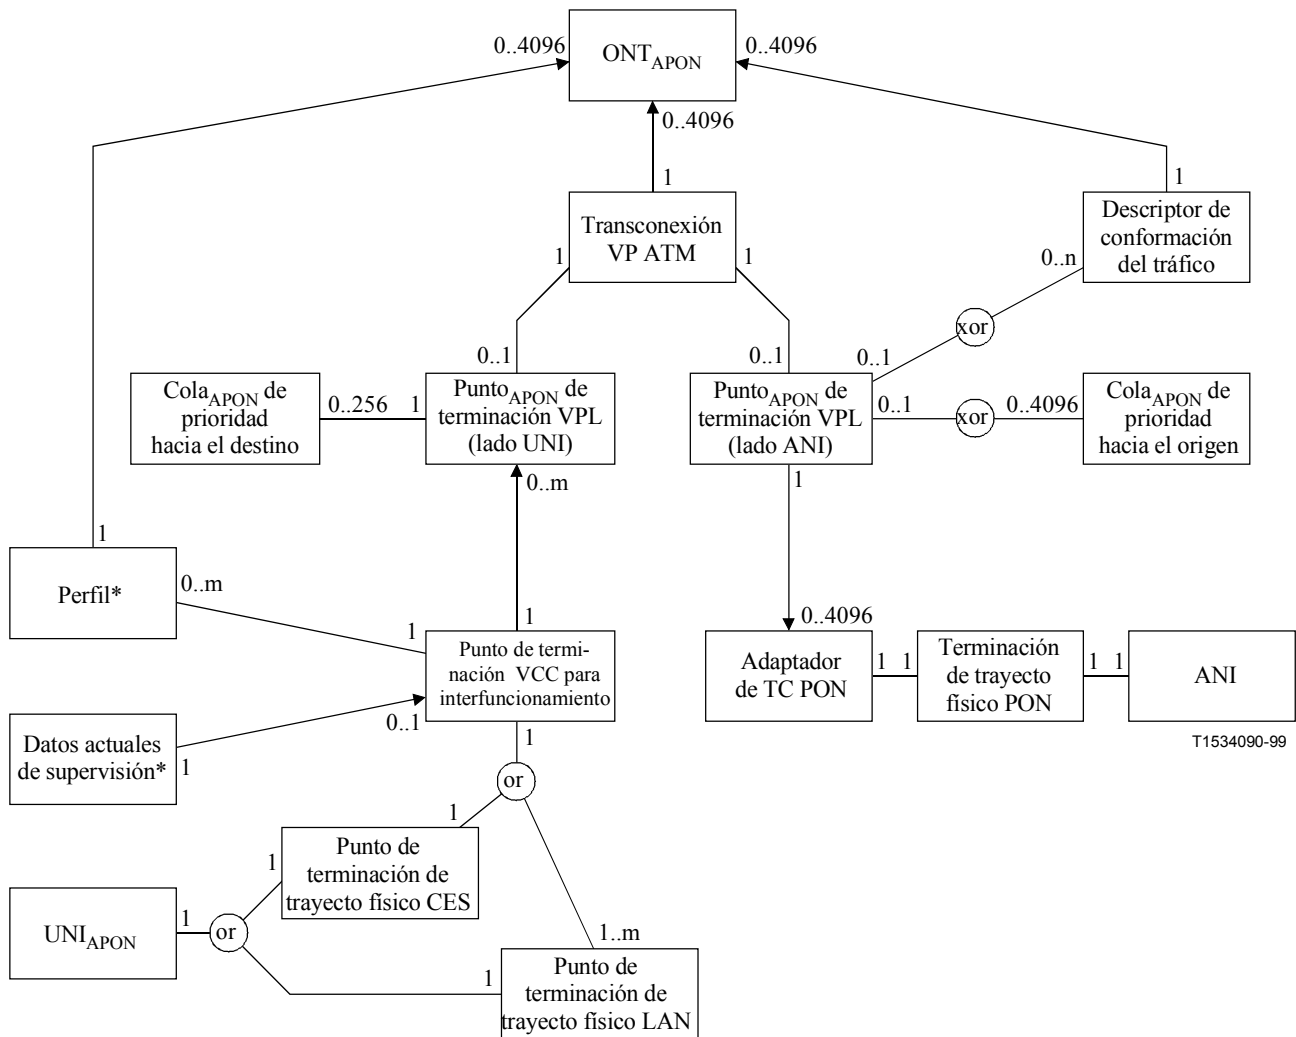 0..4096
ONTAPON
0..4096
0..4096
1
Transconexión
VP ATM
1
1
1
Descriptor de
conformación
del tráfico
0..n
xor
0..1
0..1
0..1
ColaAPON de
prioridad
hacia el destino
0..256
1
PuntoAPON de
terminación VPL
(lado UNI)
PuntoAPON de
terminación VPL
(lado ANI)
0..1
xor
0..4096
ColaAPON de
prioridad
hacia el origen
0..m
1
1
Perfil*
0..m
1
1
0..4096
Punto de termi-
nación VCC para
interfuncionamiento
Adaptador
de TC PON
1
1
Terminación
de trayecto
físico PON
1
1
ANI
T1534090-99
Datos actuales
de supervisión*
1
0..1
1
or
1
Punto de
terminación de
trayecto físico CES
1
UNIAPON
1
or
1
1..m
Punto de
terminación de
trayecto físico LAN